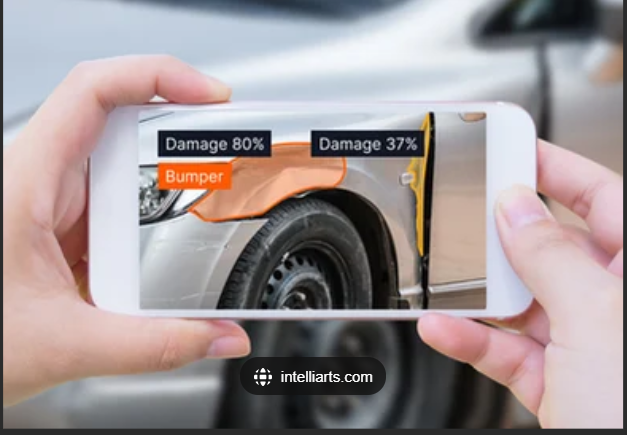 Damage 80%
Damage 37%
Bumper
intelliarts.com